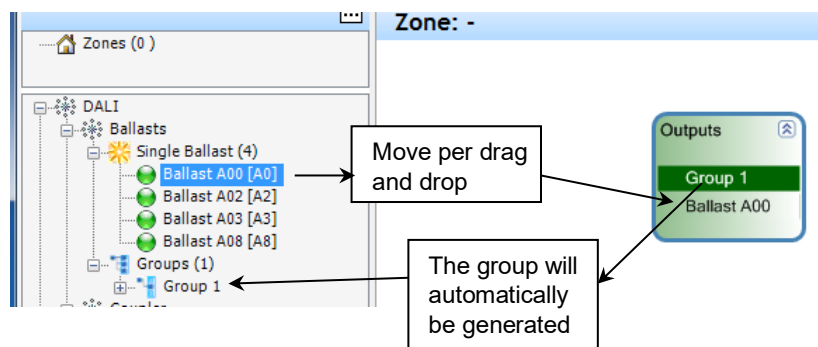 ...
Zone: -
Zones (0 )
DALI
Ballasts
Single Ballast (4)
Ballast A00 [A0]
Ballast A02 [A2]
Ballast A03 [A3]
Ballast A08 [A8]
Groups (1)
Group 1
Move per drag
and drop
Outputs
Group 1
Ballast A00
The group will
automatically
be generated